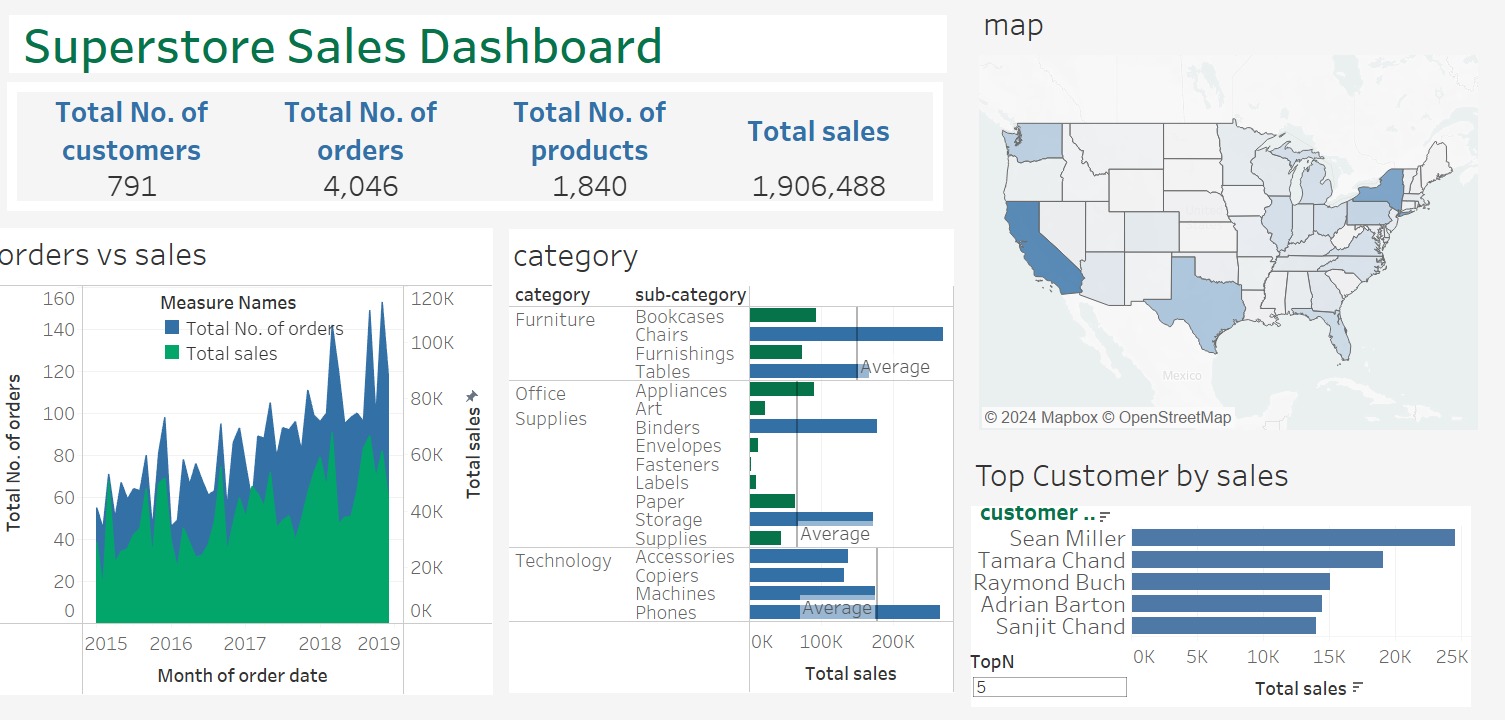 Superstore Sales Dashboard
Total No. of
customers
791
Total No. of
orders
4,046
Total No. of
products
1,840
Total sales
1,906,488
orders vs sales
Measure Names
Total No. of orders
Total sales
160
140
120
100
80
60
40
20
0
Total No. of orders
120K
100K
80K
60K
40K
20K
0K
Total sales
2015 2016 2017 2018 2019
Month of order date
category
category sub-category
Furniture Bookcases
Chairs
Furnishings
Tables
Average
Office
Supplies
Appliances
Art
Binders
Envelopes
Fasteners
Labels
Paper
Storage
Supplies
Average
Technology Accessories
Copiers
Machines
Phones
Average
0K 100K 200K
Total sales
map
Mexico
© 2024 Mapbox © OpenStreetMap
Top Customer by sales
customer ..
Sean Miller
Tamara Chand
Raymond Buch
Adrian Barton
Sanjit Chand
0K 5K 10K 15K 20K 25K
Total sales
TopN
5